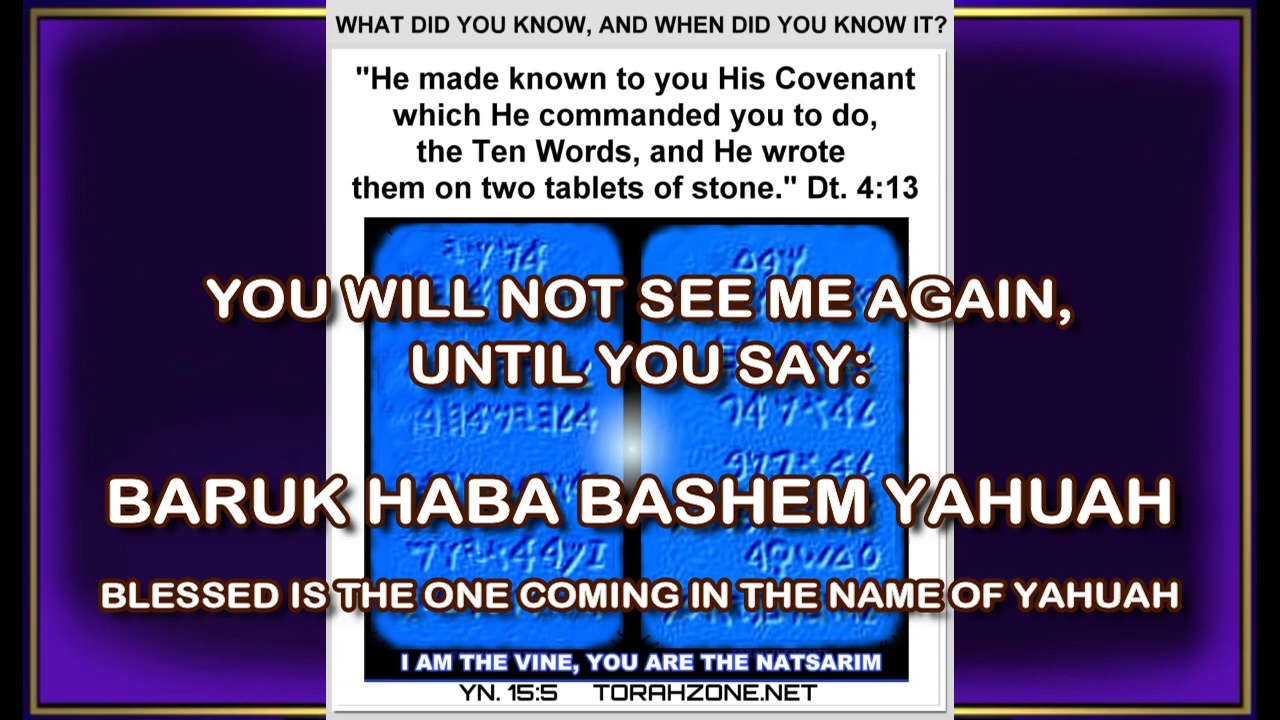 WHAT DID YOU KNOW, AND WHEN DID YOU KNOW IT?
"He made known to you His Covenant
which He commanded you to do,
the Ten Words, and He wrote
them on two tablets of stone." Dt. 4:13
YOU WILL NOT SEE ME AGAIN,
UNTIL YOU SAY:
BARUK HABA BASHEM YAHUAH
BLESSED IS THE ONE COMING IN THE NAME OF YAHUAH
I AM THE VINE, YOU ARE THE NATSARIM
YN. 15:5 TORAHZONE.NET